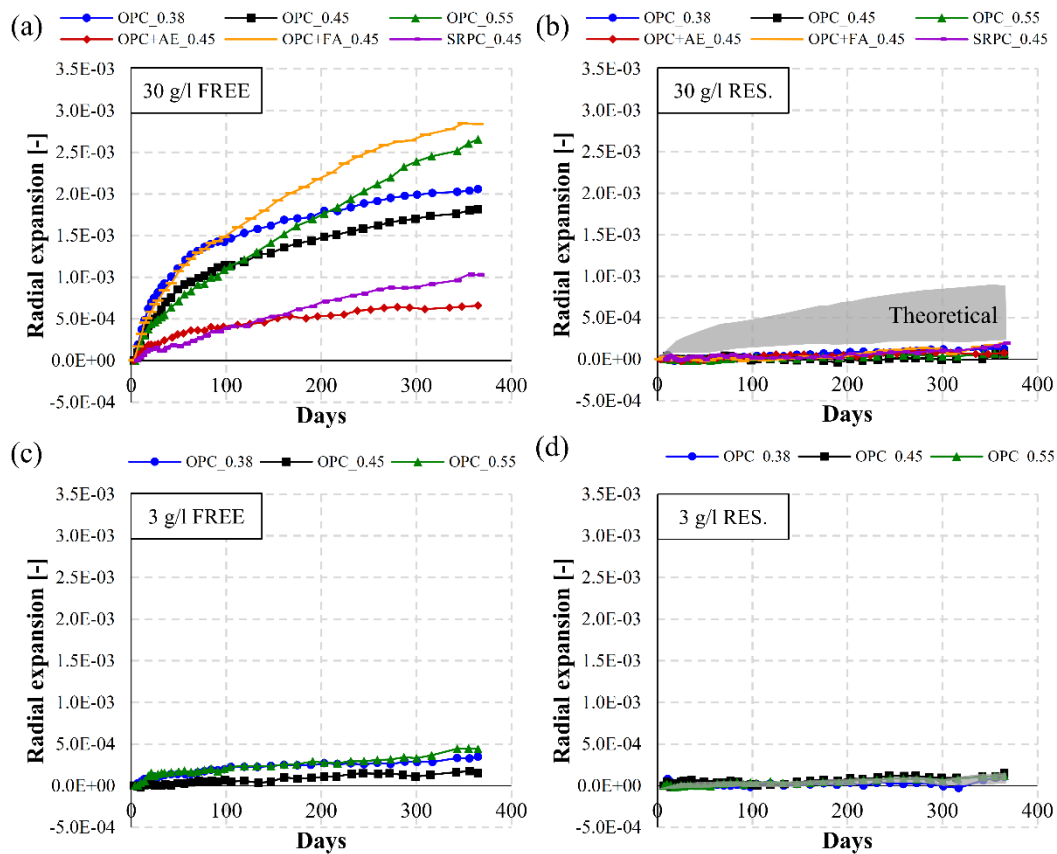 (a)
OPC_0.38 OPC_0.45 OPC_0.55
OPC+AE_0.45 OPC+FA_0.45 SRPC_0.45
30 g/l FREE
Radial expansion [-]
3.5E-03
3.0E-03
2.5E-03
2.0E-03
1.5E-03
1.0E-03
5.0E-04
0.0E+00
-5.0E-04
0 100 200 300 400
Days
(b)
OPC_0.38 OPC_0.45 OPC_0.55
OPC+AE_0.45 OPC+FA_0.45 SRPC_0.45
30 g/l RES.
Theoretical
Radial expansion [-]
3.5E-03
3.0E-03
2.5E-03
2.0E-03
1.5E-03
1.0E-03
5.0E-04
0.0E+00
-5.0E-04
0 100 200 300 400
Days
(c)
OPC_0.38 OPC_0.45 OPC_0.55
3 g/l FREE
Radial expansion [-]
3.5E-03
3.0E-03
2.5E-03
2.0E-03
1.5E-03
1.0E-03
5.0E-04
0.0E+00
-5.0E-04
0 100 200 300 400
Days
(d)
OPC_0.38 OPC_0.45 OPC_0.55
3 g/l RES.
Radial expansion [-]
3.5E-03
3.0E-03
2.5E-03
2.0E-03
1.5E-03
1.0E-03
5.0E-04
0.0E+00
-5.0E-04
0 100 200 300 400
Days